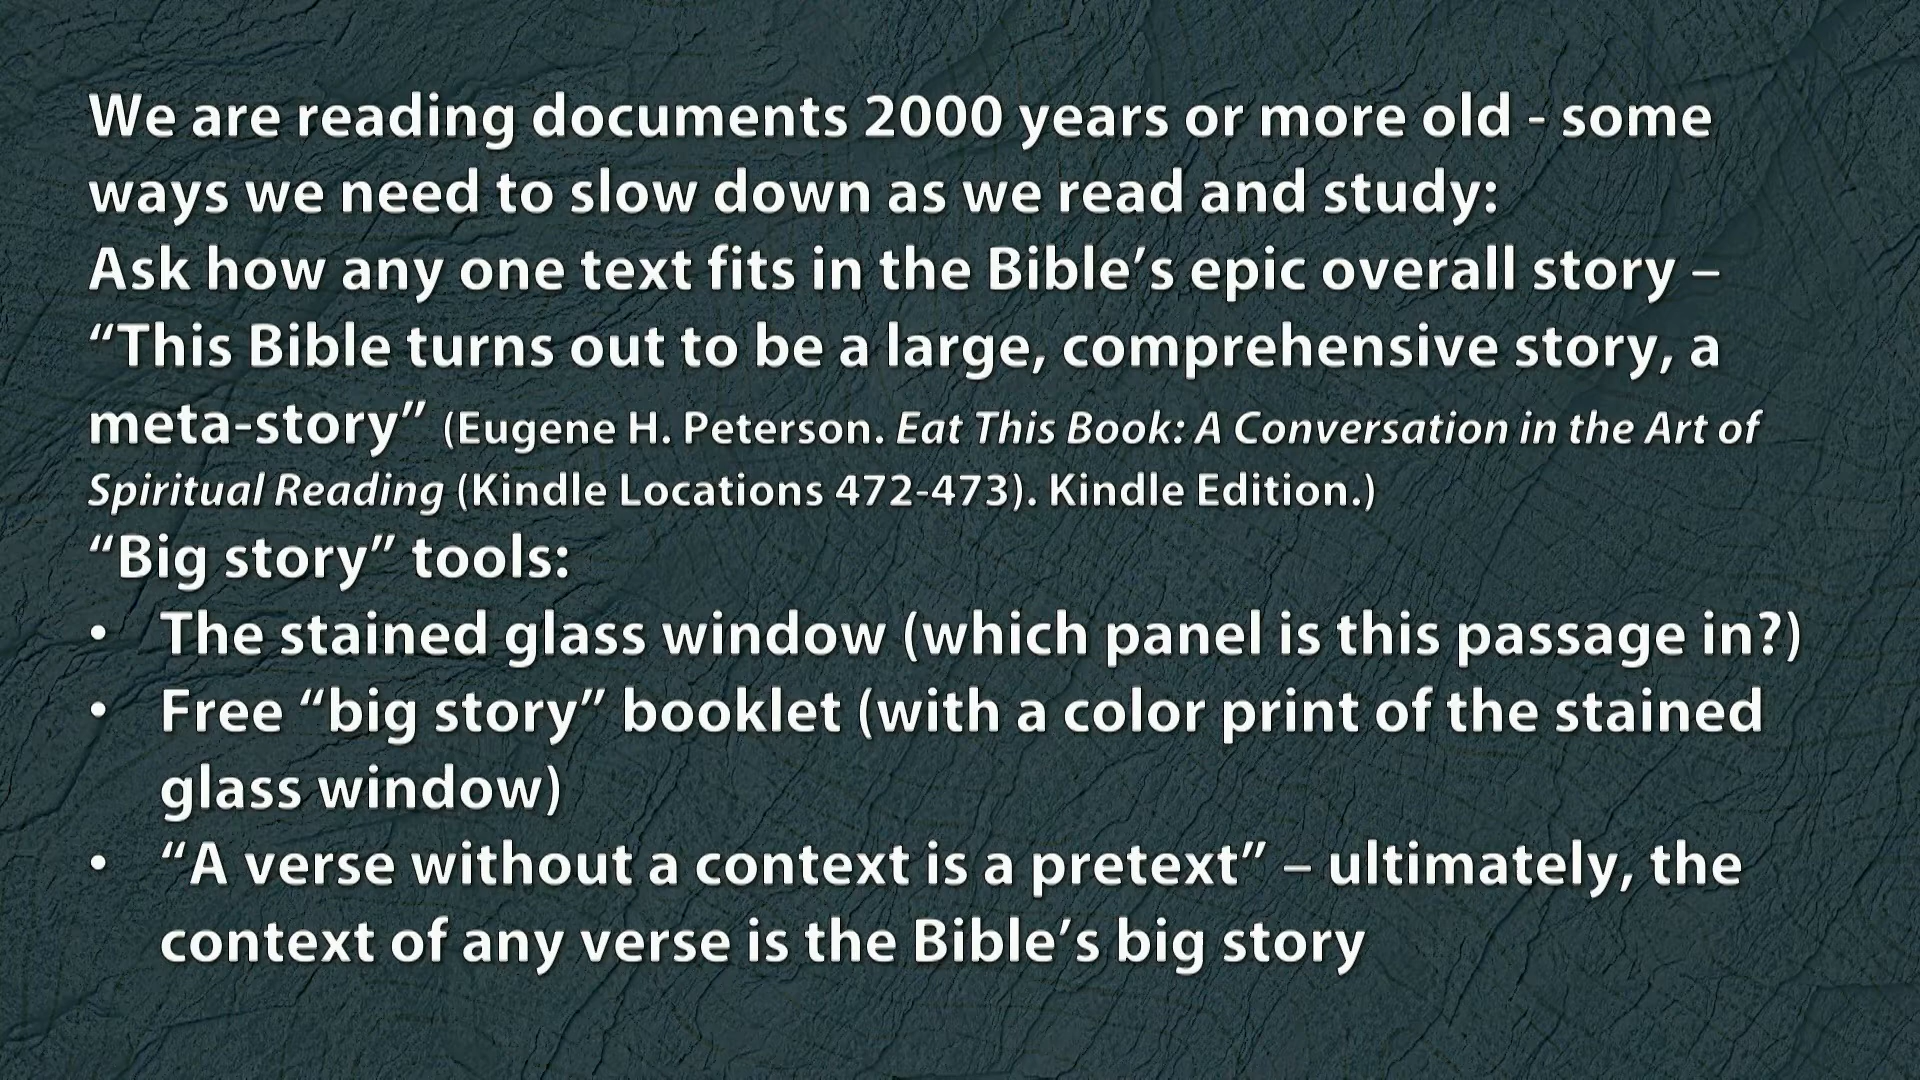 We are reading documents 2000 years or more old - some
ways we need to slow down as we read and study:
Ask how any one text fits in the Bible’s epic overall story –
“This Bible turns out to be a large, comprehensive story, a
meta-story” (Eugene H. Peterson. Eat This Book: A Conversation in the Art of
Spiritual Reading (Kindle Locations 472-473). Kindle Edition.)
“Big story” tools:
• The stained glass window (which panel is this passage in?)
• Free “big story” booklet (with a color print of the stained
glass window)
• “A verse without a context is a pretext” – ultimately, the
context of any verse is the Bible’s big story